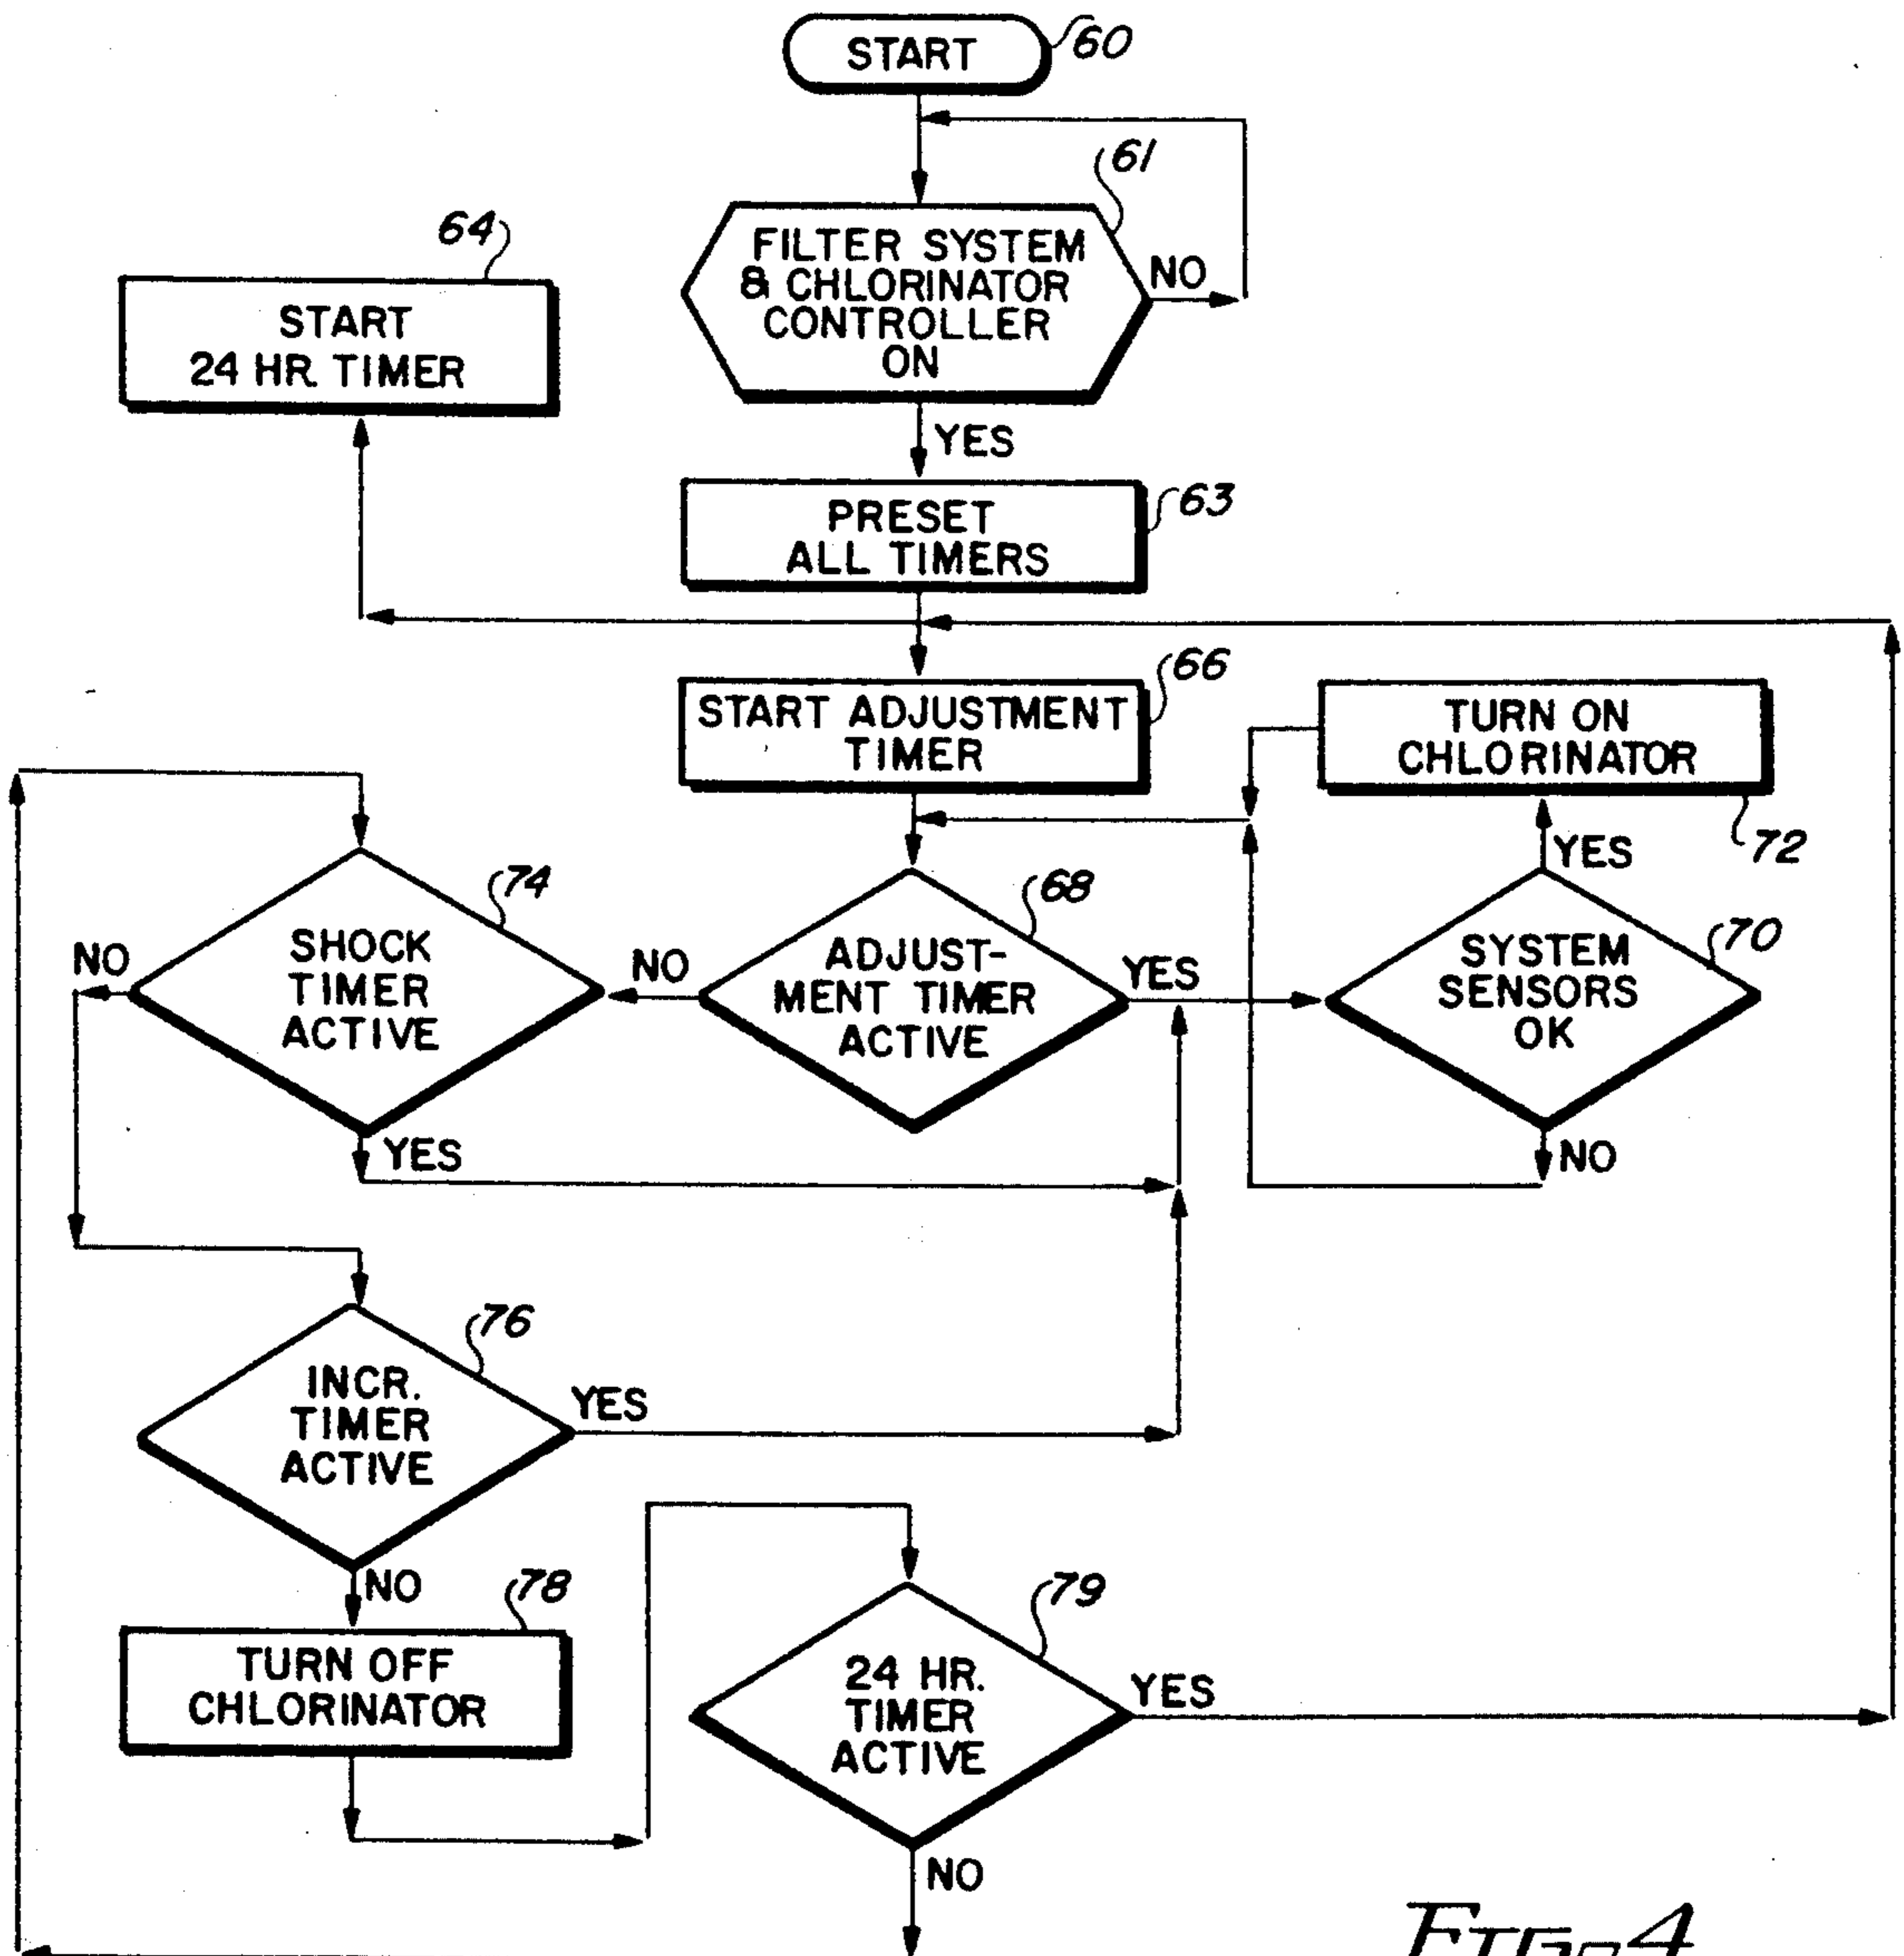 START
60
61
FILTER SYSTEM
& CHLORINATOR
CONTROLLER
ON
NO
64
START
24 HR. TIMER
YES
63
PRESET
ALL TIMERS
66
START ADJUSTMENT
TIMER
TURN ON
CHLORINATOR
72
YES
74
SHOCK
TIMER
ACTIVE
NO
YES
68
ADJUST-
MENT TIMER
ACTIVE
NO
YES
70
SYSTEM
SENSORS
OK
NO
76
INCR.
TIMER
ACTIVE
YES
NO
78
TURN OFF
CHLORINATOR
79
24 HR.
TIMER
ACTIVE
YES
NO
FIG. 4